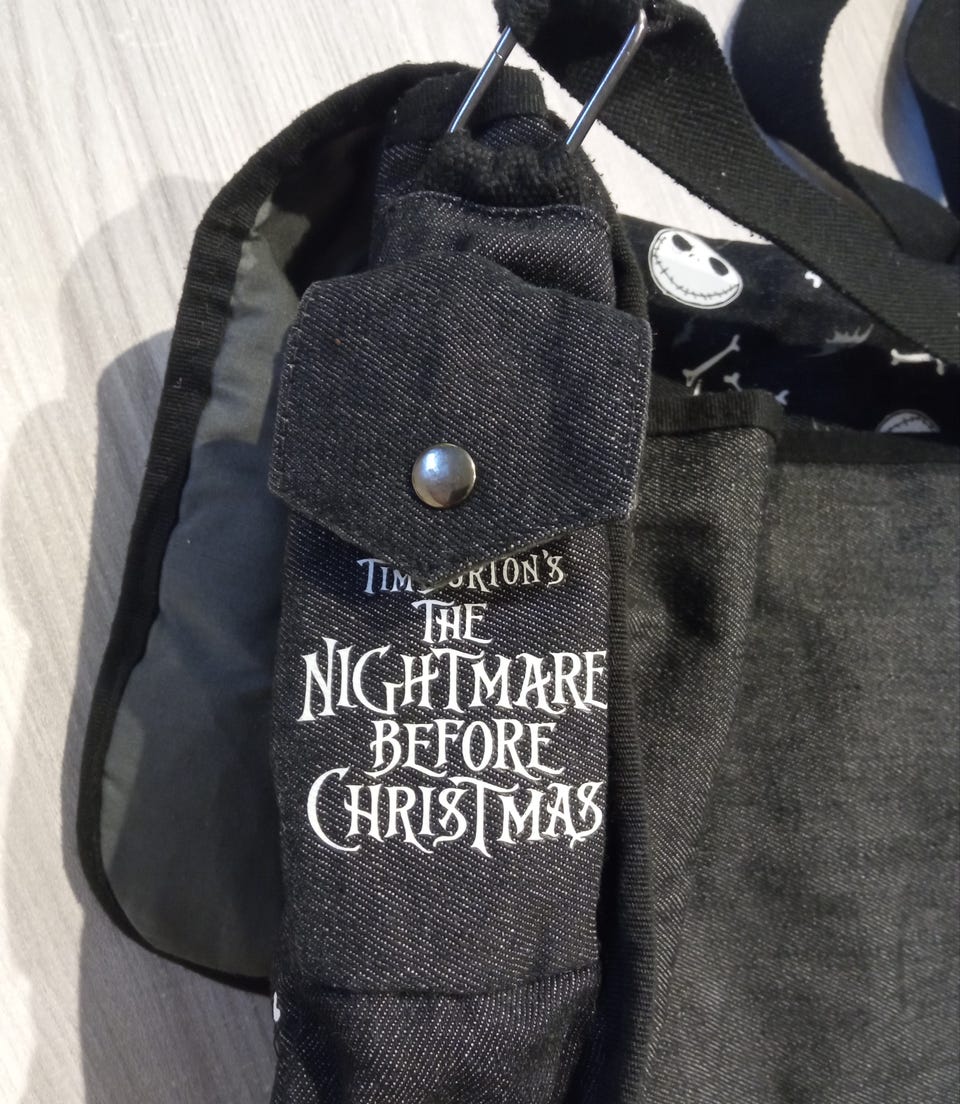 TIM BURTON'S
THE
NIGHTMARE
BEFORE
CHRISTMAS